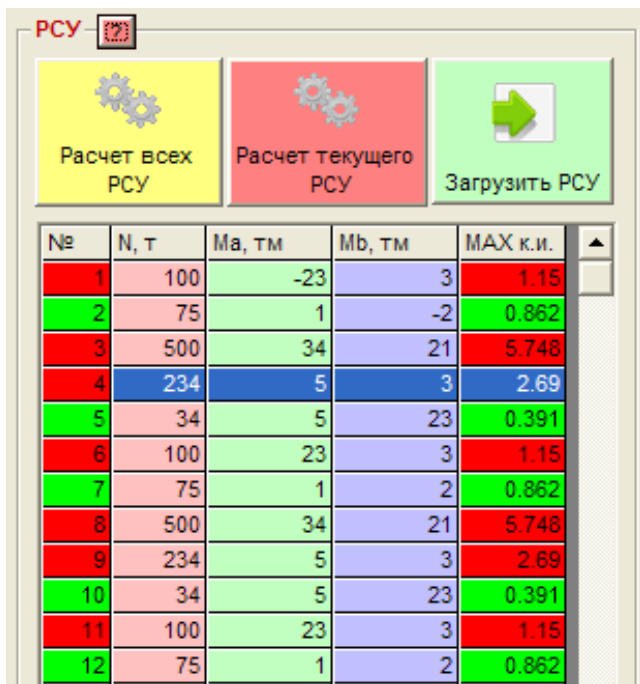 РСУ [?]
Расчет всех РСУ
Расчет текущего РСУ
Загрузить РСУ
№ N, т Ma, тм Mb, тм MAX к.и.
1 100 -23 3 1.15
2 75 1 -2 0.862
3 500 34 21 5.748
4 234 5 3 2.69
5 34 5 23 0.391
6 100 23 3 1.15
7 75 1 2 0.862
8 500 34 21 5.748
9 234 5 3 2.69
10 34 5 23 0.391
11 100 23 3 1.15
12 75 1 2 0.862